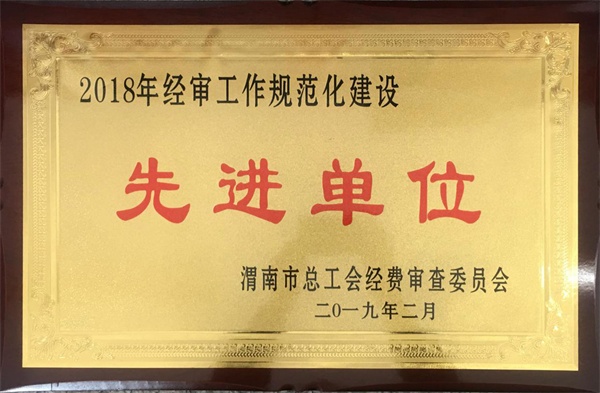 2018年经审工作规范化建设
先进单位
渭南市总工会经费审查委员会
二0一九年二月